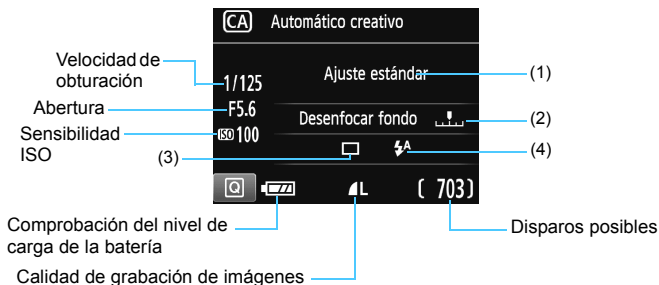 CA Automático creativo
Velocidad de
obturación
1/125
Ajuste estándar
(1)
Abertura
F5.6
Desenfocar fondo
(2)
Sensibilidad
ISO
ISO 100
(3)
A
(4)
Q
L
[ 703]
Comprobación del nivel de
carga de la batería
Disparos posibles
Calidad de grabación de imágenes